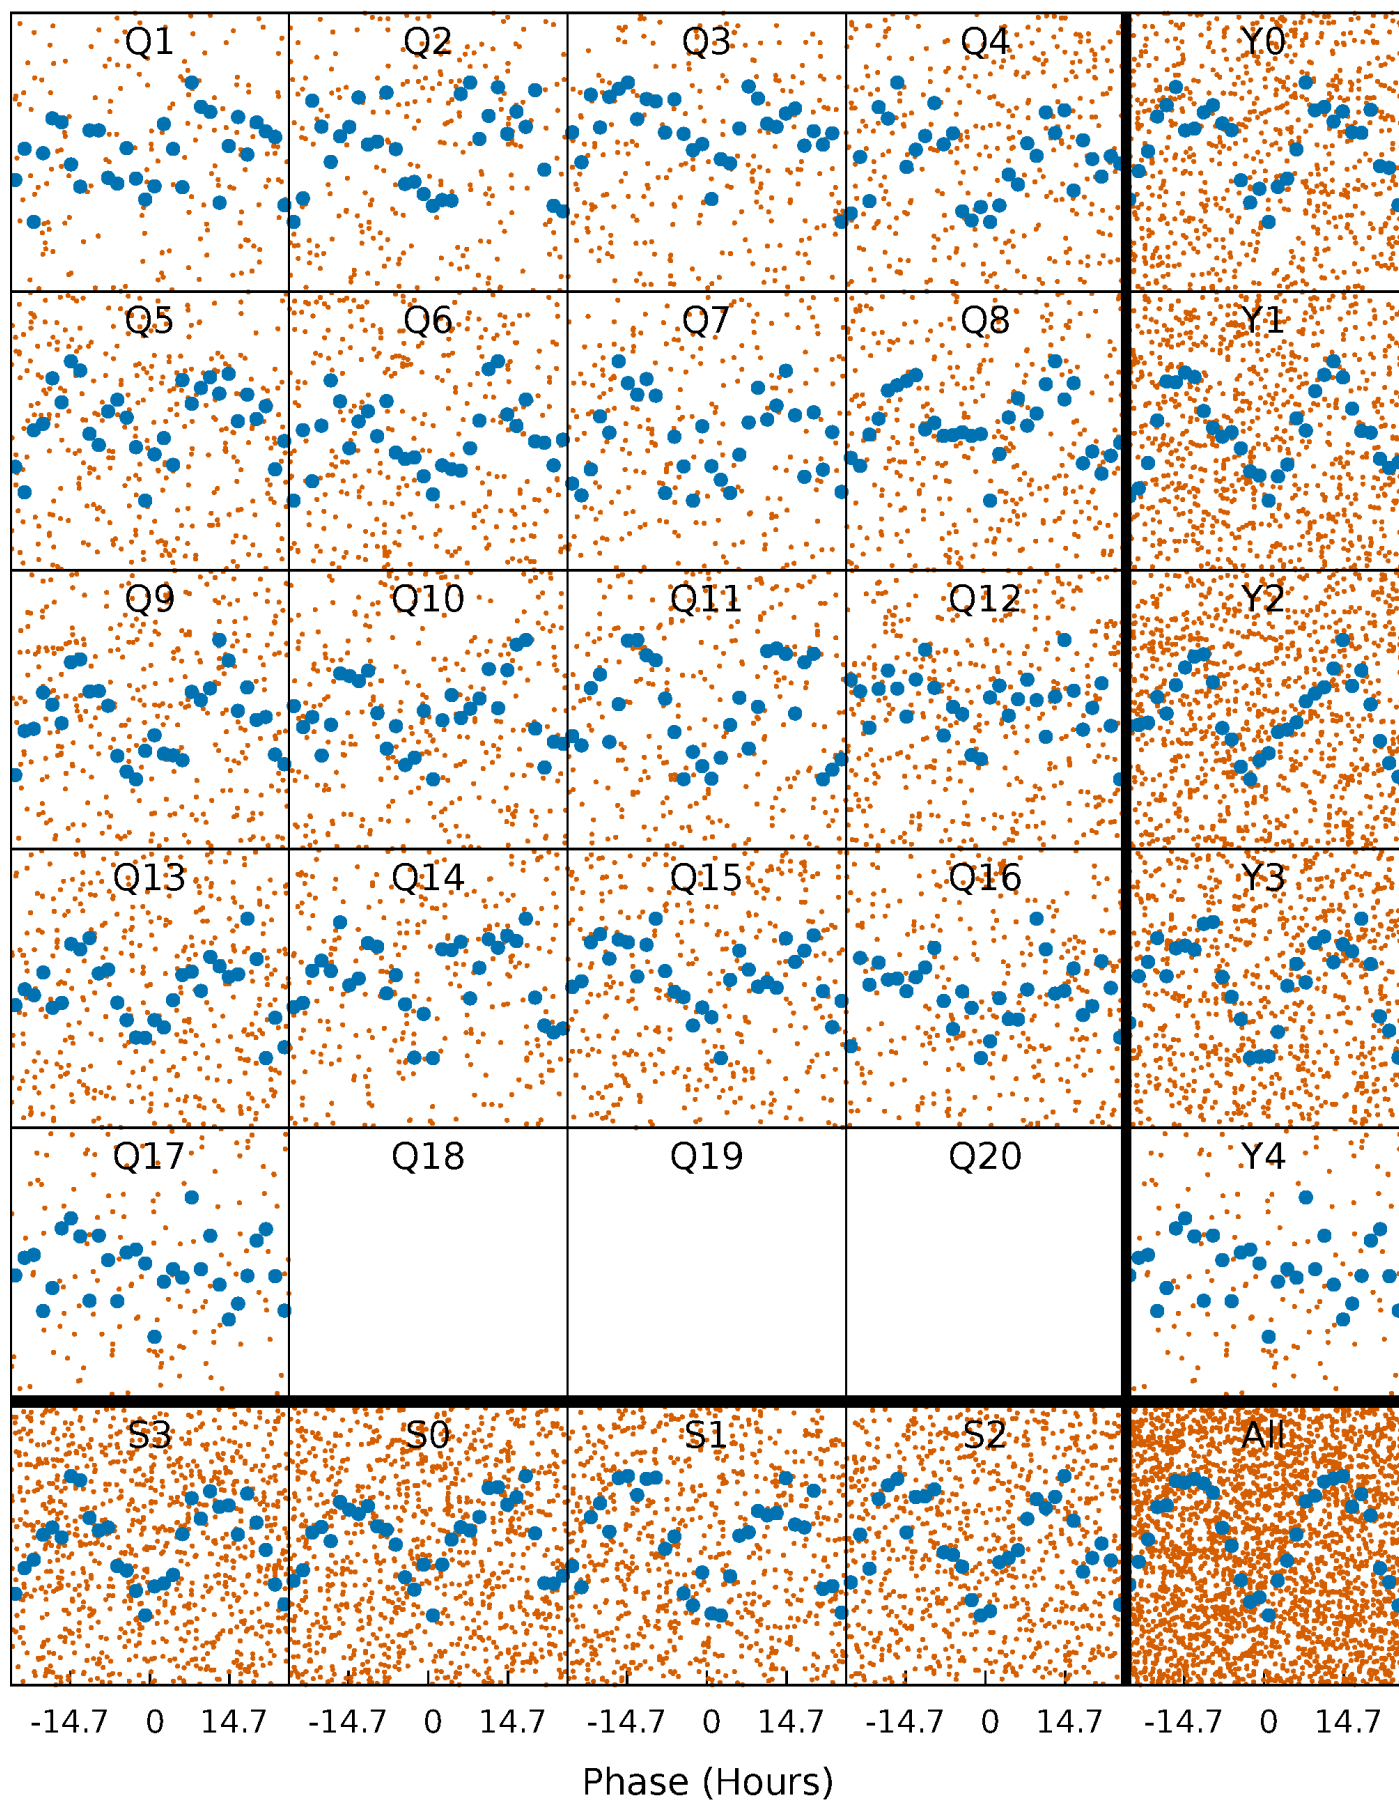 Q1 Q2 Q3 Q4 Y0
Q5 Q6 Q7 Q8 Y1
Q9 Q10 Q11 Q12 Y2
Q13 Q14 Q15 Q16 Y3
Q17 Q18 Q19 Q20 Y4
S3 S0 S1 S2 All
-14.7 0 14.7 -14.7 0 14.7 -14.7 0 14.7 -14.7 0 14.7 -14.7 0 14.7
Phase (Hours)